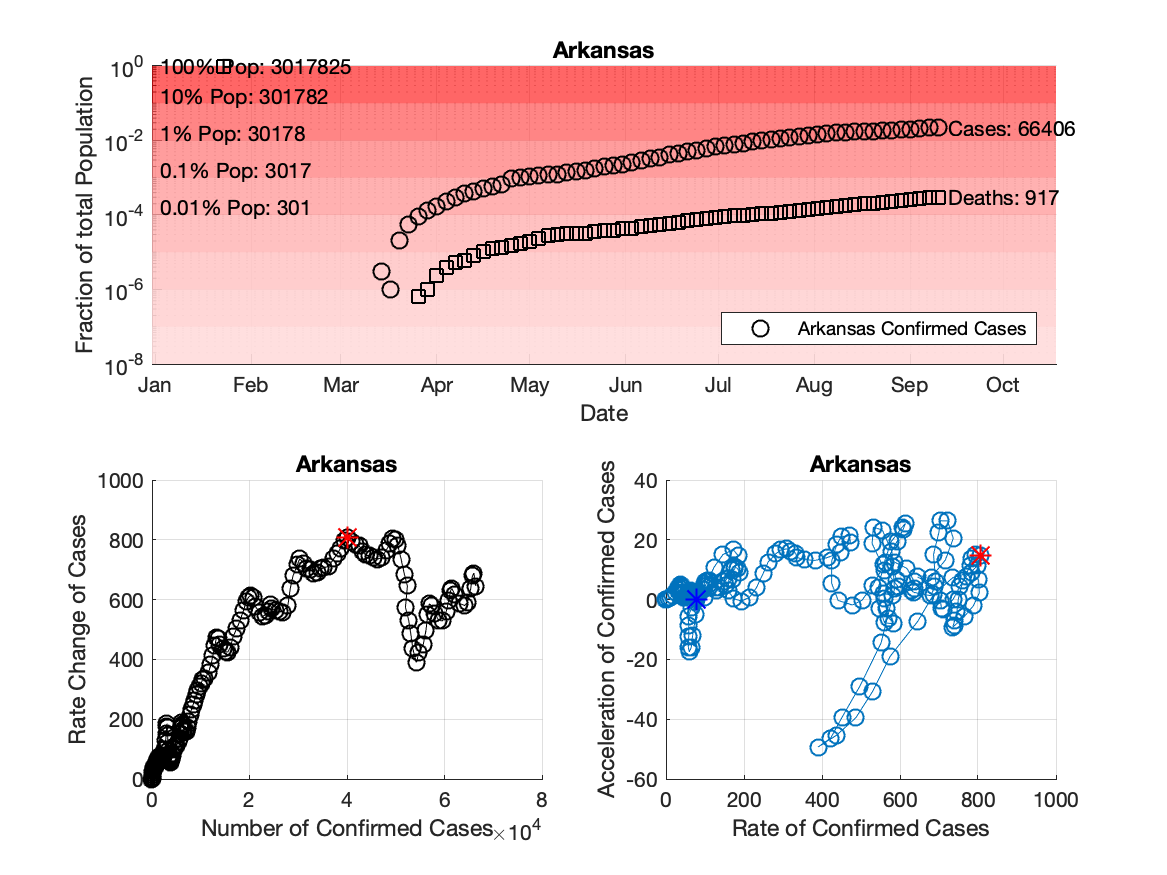 Arkansas
Fraction of total Population
10^0
10^-2
10^-4
10^-6
10^-8
100% Pop: 3017825
10% Pop: 301782
1% Pop: 30178
0.1% Pop: 3017
0.01% Pop: 301
Cases: 66406
Deaths: 917
Arkansas Confirmed Cases
Jan Feb Mar Apr May Jun Jul Aug Sep Oct
Date
Arkansas
Rate Change of Cases
1000
800
600
400
200
0
0 2 4 6 8
Number of Confirmed Cases ×10^4
Arkansas
Acceleration of Confirmed Cases
40
20
0
-20
-40
-60
0 200 400 600 800 1000
Rate of Confirmed Cases